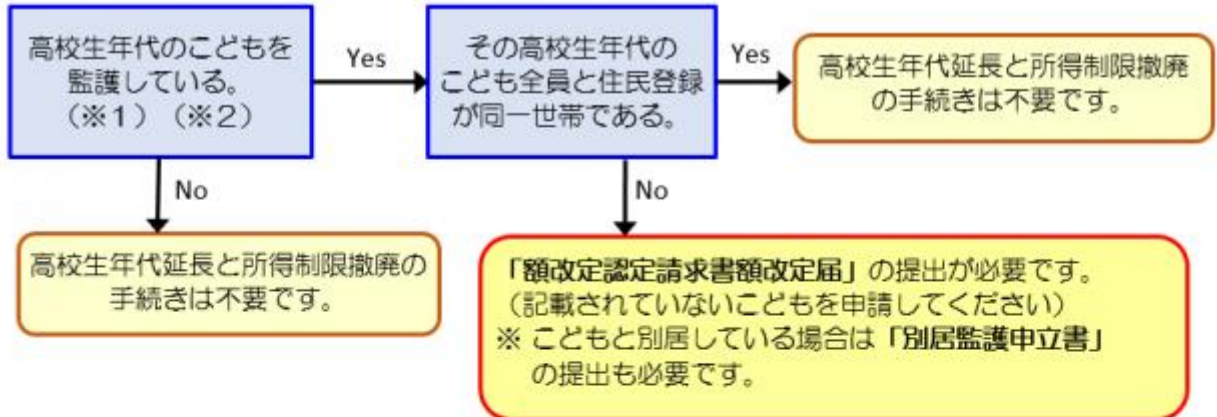 高校生年代のこどもを
監護している。
（※１）（※２）
Yes
その高校生年代の
こども全員と住民登録
が同一世帯である。
Yes
高校生年代延長と所得制限撤廃
の手続きは不要です。
No
No
高校生年代延長と所得制限撤廃の
手続きは不要です。
「額改定認定請求書額改定届」の提出が必要です。
（記載されていないこどもを申請してください）
※ こどもと別居している場合は「別居監護申立書」
の提出も必要です。